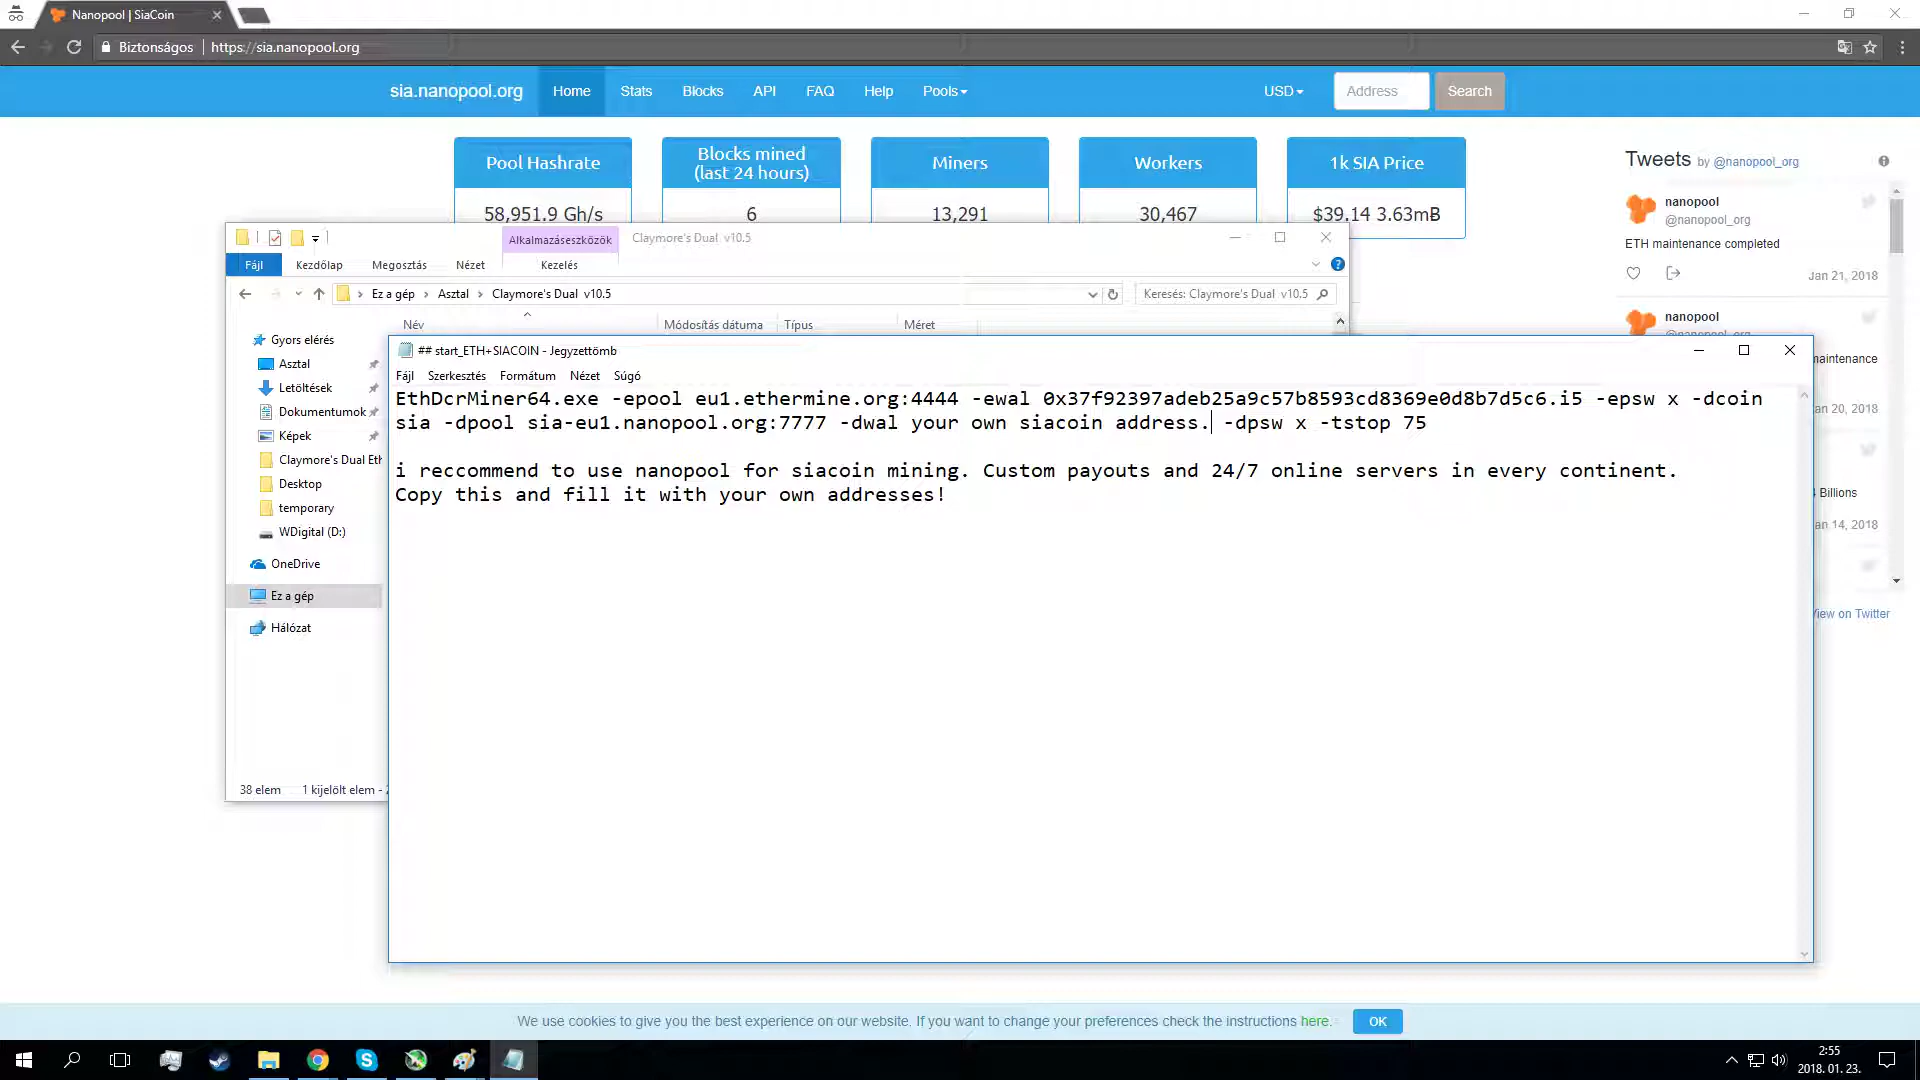 Nanopool | SiaCoin
Biztonságos
https://sia.nanopool.org
sia.nanopool.org
Home
Stats
Blocks
API
FAQ
Help
Pools
USD
Address
Search
Pool Hashrate
58,951.9 Gh/s
Blocks mined
(last 24 hours)
6
Miners
13,291
Workers
30,467
1k SIA Price
$39.14 3.63mɃ
Tweets by @nanopool_org
nanopool
@nanopool_org
ETH maintenance completed
Jan 21, 2018
nanopool
maintenance
an 20, 2018
Billions
an 14, 2018
View on Twitter
Alkalmazáseszközök
Claymore's Dual v10.5
Fájl
Kezdőlap
Megosztás
Nézet
Kezelés
Ez a gép
Asztal
Claymore's Dual v10.5
Keresés: Claymore's Dual v10.5
Név
Módosítás dátuma
Típus
Méret
Gyors elérés
Asztal
Letöltések
Dokumentumok
Képek
Claymore's Dual Eth
Desktop
temporary
WDigital (D:)
OneDrive
Ez a gép
Hálózat
38 elem
1 kijelölt elem -
## start_ETH+SIACOIN - Jegyzettömb
Fájl
Szerkesztés
Formátum
Nézet
Súgó
EthDcrMiner64.exe -epool eu1.ethermine.org:4444 -ewal 0x37f92397adeb25a9c57b8593cd8369e0d8b7d5c6.i5 -epsw x -dcoin
sia -dpool sia-eu1.nanopool.org:7777 -dwal your own siacoin address. -dpsw x -tstop 75
i reccommend to use nanopool for siacoin mining. Custom payouts and 24/7 online servers in every continent.
Copy this and fill it with your own addresses!
We use cookies to give you the best experience on our website. If you want to change your preferences check the instructions here.
OK
2:55
2018. 01. 23.